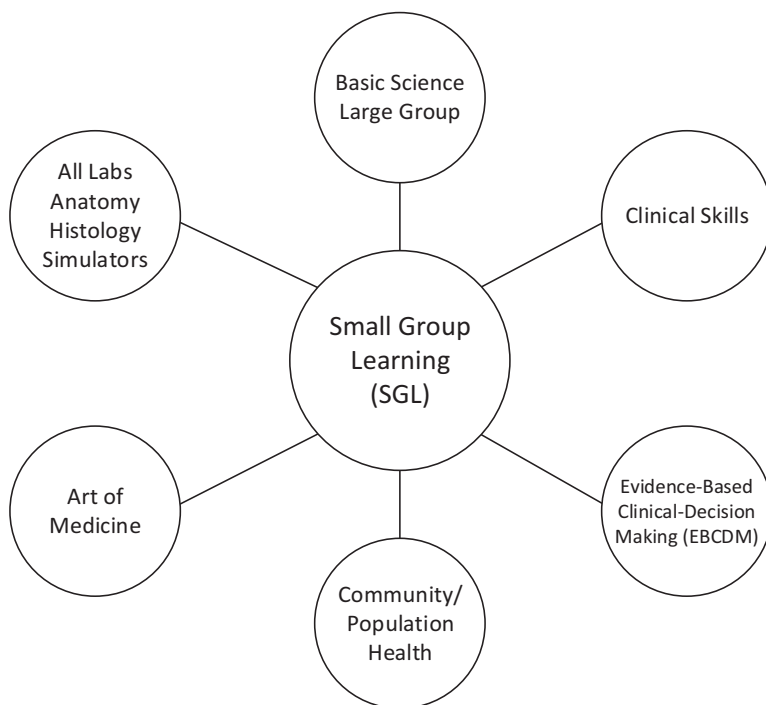 Basic Science
Large Group
All Labs
Anatomy
Histology
Simulators
Clinical Skills
Small Group
Learning
(SGL)
Art of
Medicine
Evidence-Based
Clinical-Decision
Making (EBCDM)
Community/
Population
Health